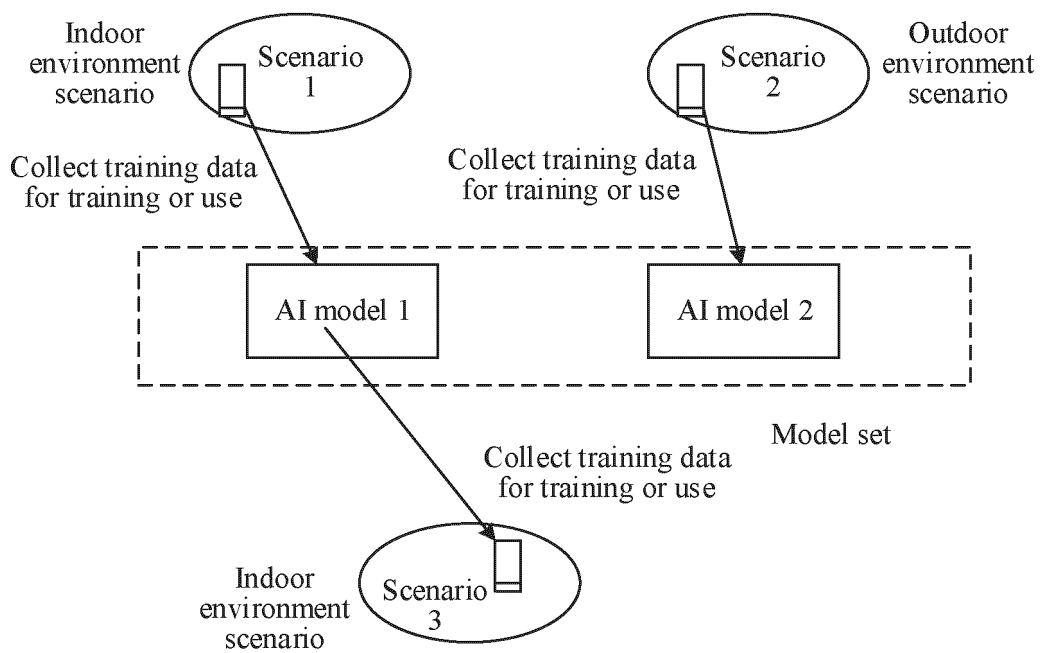 Indoor
environment
scenario
Scenario
1
Scenario
2
Outdoor
environment
scenario
Collect training data
for training or use
Collect training data
for training or use
AI model 1
AI model 2
Model set
Collect training data
for training or use
Indoor
environment
scenario
Scenario
3